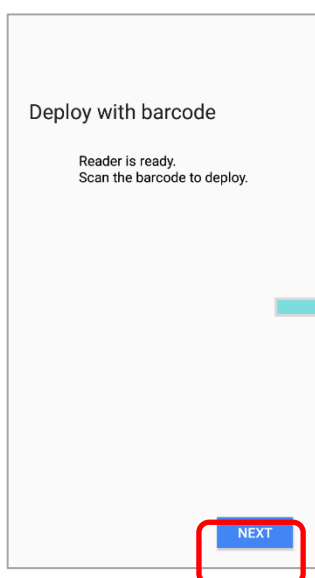 Deploy with barcode
Reader is ready.
Scan the barcode to deploy.
NEXT